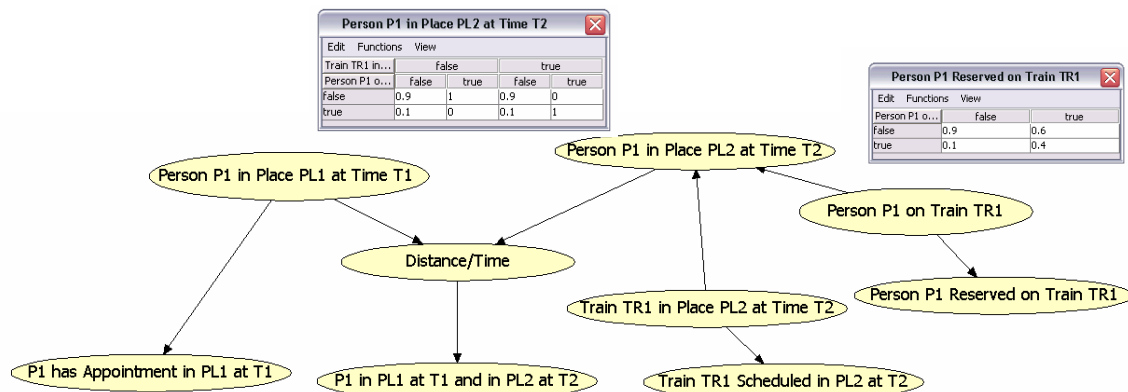 Person P1 in Place PL2 at Time T2
Edit Functions View
Train TR1 in... false true
Person P1 o... false true false true
false 0.9 1 0.9 0
true 0.1 0 0.1 1
Person P1 Reserved on Train TR1
Edit Functions View
Person P1 o... false true
false 0.9 0.6
true 0.1 0.4
Person P1 in Place PL2 at Time T2
Person P1 in Place PL1 at Time T1
Person P1 on Train TR1
Distance/Time
Person P1 Reserved on Train TR1
Train TR1 in Place PL2 at Time T2
P1 has Appointment in PL1 at T1
P1 in PL1 at T1 and in PL2 at T2
Train TR1 Scheduled in PL2 at T2